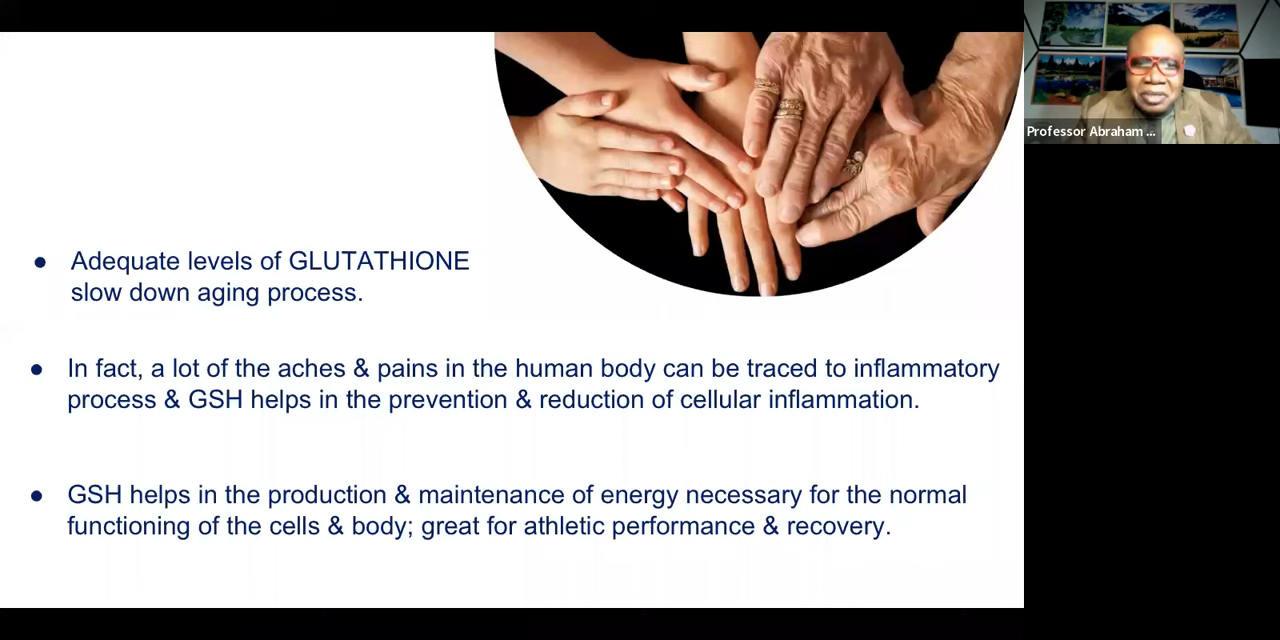 Professor Abraham ...
● Adequate levels of GLUTATHIONE
slow down aging process.
● In fact, a lot of the aches & pains in the human body can be traced to inflammatory
process & GSH helps in the prevention & reduction of cellular inflammation.
● GSH helps in the production & maintenance of energy necessary for the normal
functioning of the cells & body; great for athletic performance & recovery.